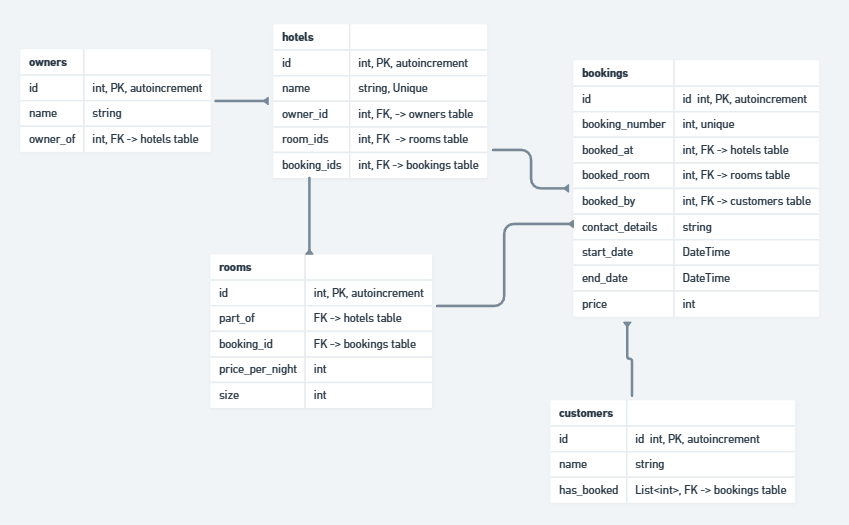 owners
id int, PK, autoincrement
name string
owner_of int, FK -> hotels table
hotels
id int, PK, autoincrement
name string, Unique
owner_id int, FK, -> owners table
room_ids int, FK -> rooms table
booking_ids int, FK -> bookings table
bookings
id id int, PK, autoincrement
booking_number int, unique
booked_at int, FK -> hotels table
booked_room int, FK -> rooms table
booked_by int, FK -> customers table
contact_details string
start_date DateTime
end_date DateTime
price int
rooms
id int, PK, autoincrement
part_of FK -> hotels table
booking_id FK -> bookings table
price_per_night int
size int
customers
id id int, PK, autoincrement
name string
has_booked List<int>, FK -> bookings table